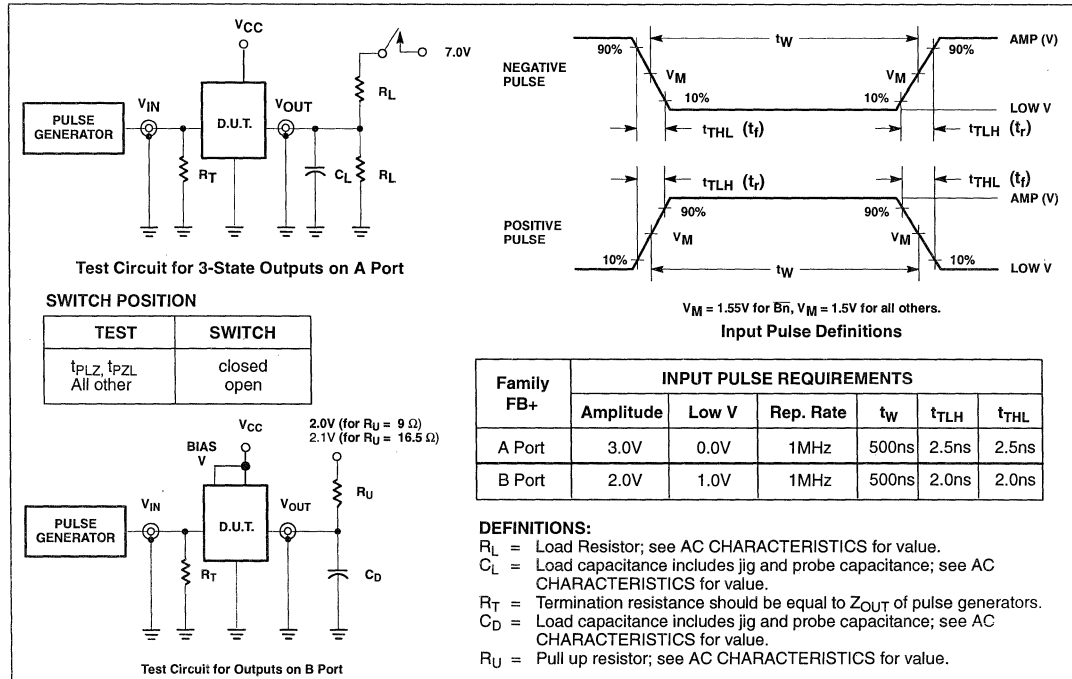 VCC
7.0V
RL
VIN
VOUT
PULSE GENERATOR
D.U.T.
RT
CL
RL
Test Circuit for 3-State Outputs on A Port
SWITCH POSITION
TEST SWITCH
tPLZ, tPZL closed
All other open
VCC
2.0V (for RU = 9 Ω)
2.1V (for RU = 16.5 Ω)
BIAS
V
RU
VIN
VOUT
PULSE
GENERATOR
D.U.T.
RT
CD
Test Circuit for Outputs on B Port
NEGATIVE
PULSE
90%
tW
90%
AMP (V)
VM
VM
10%
10%
LOW V
tTHL (tf)
tTLH (tr)
tTLH (tr)
tTHL (tf)
AMP (V)
POSITIVE
PULSE
90%
90%
VM
VM
10%
tW
10%
LOW V
VM = 1.55V for B̅n̅, VM = 1.5V for all others.
Input Pulse Definitions
Family
FB+
INPUT PULSE REQUIREMENTS
Amplitude Low V Rep. Rate tW tTLH tTHL
A Port 3.0V 0.0V 1MHz 500ns 2.5ns 2.5ns
B Port 2.0V 1.0V 1MHz 500ns 2.0ns 2.0ns
DEFINITIONS:
RL = Load Resistor; see AC CHARACTERISTICS for value.
CL = Load capacitance includes jig and probe capacitance; see AC
CHARACTERISTICS for value.
RT = Termination resistance should be equal to ZOUT of pulse generators.
CD = Load capacitance includes jig and probe capacitance; see AC
CHARACTERISTICS for value.
RU = Pull up resistor; see AC CHARACTERISTICS for value.